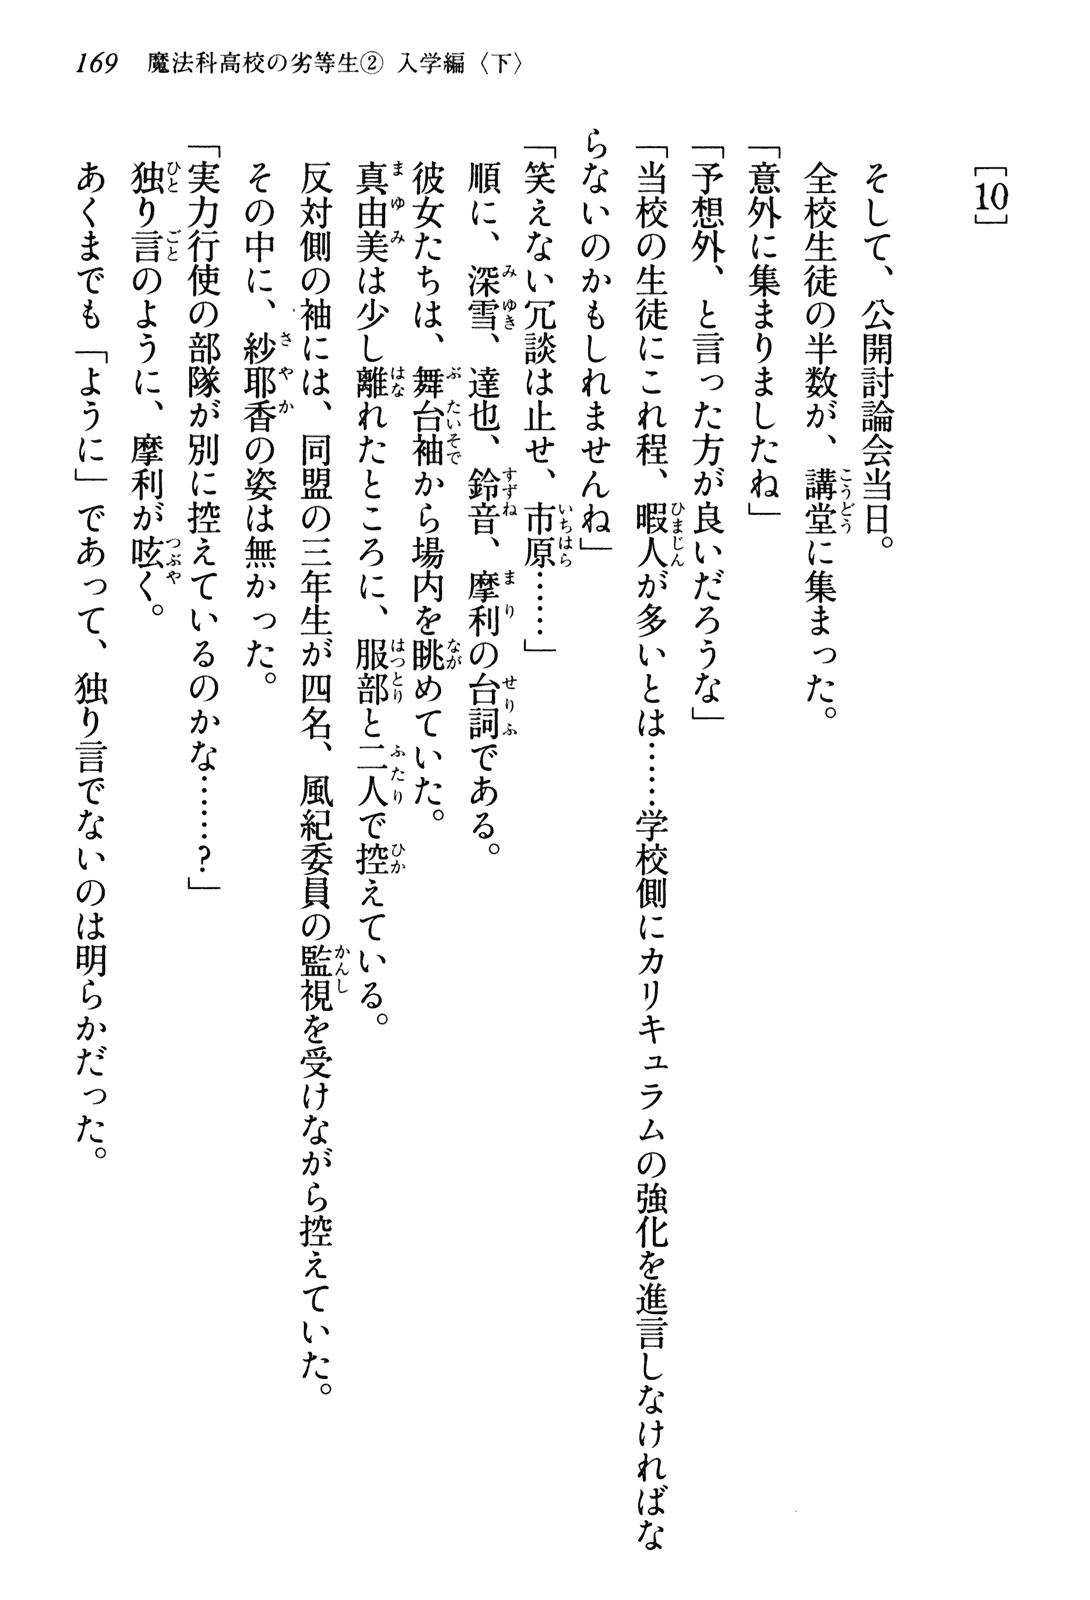 169 魔法科高校の劣等生② 入学編〈下〉
［10］
そして、公開討論会当日。
全校生徒の半数が、講堂に集まった。
「意外に集まりましたね」
「予想外、と言った方が良いだろうな」
「当校の生徒にこれ程、暇人が多いとは……学校側にカリキュラムの強化を進言しなければな
らないのかもしれませんね」
「笑えない冗談は止せ、市原……」
順に、深雪、達也、鈴音、摩利の台詞である。
彼女たちは、舞台袖から場内を眺めていた。
真由美は少し離れたところに、服部と二人で控えている。
反対側の袖には、同盟の三年生が四名、風紀委員の監視を受けながら控えていた。
その中に、紗耶香の姿は無かった。
「実力行使の部隊が別に控えているのかな……？」
独り言のように、摩利が呟く。
あくまでも「ように」であって、独り言でないのは明らかだった。